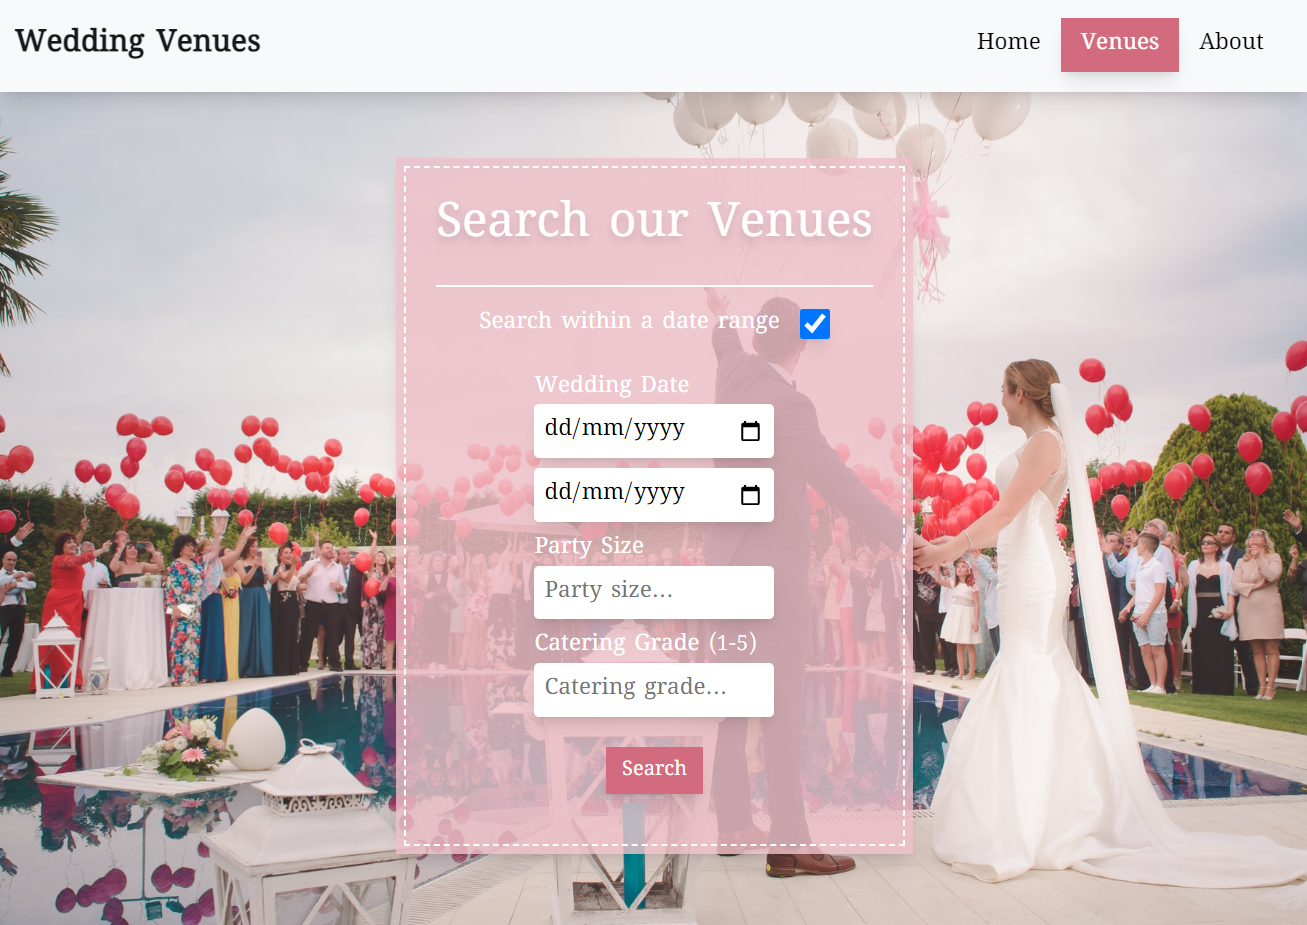 Wedding Venues
Home Venues About
Search our Venues
Search within a date range
Wedding Date
dd/mm/yyyy
dd/mm/yyyy
Party Size
Party size...
Catering Grade (1-5)
Catering grade...
Search